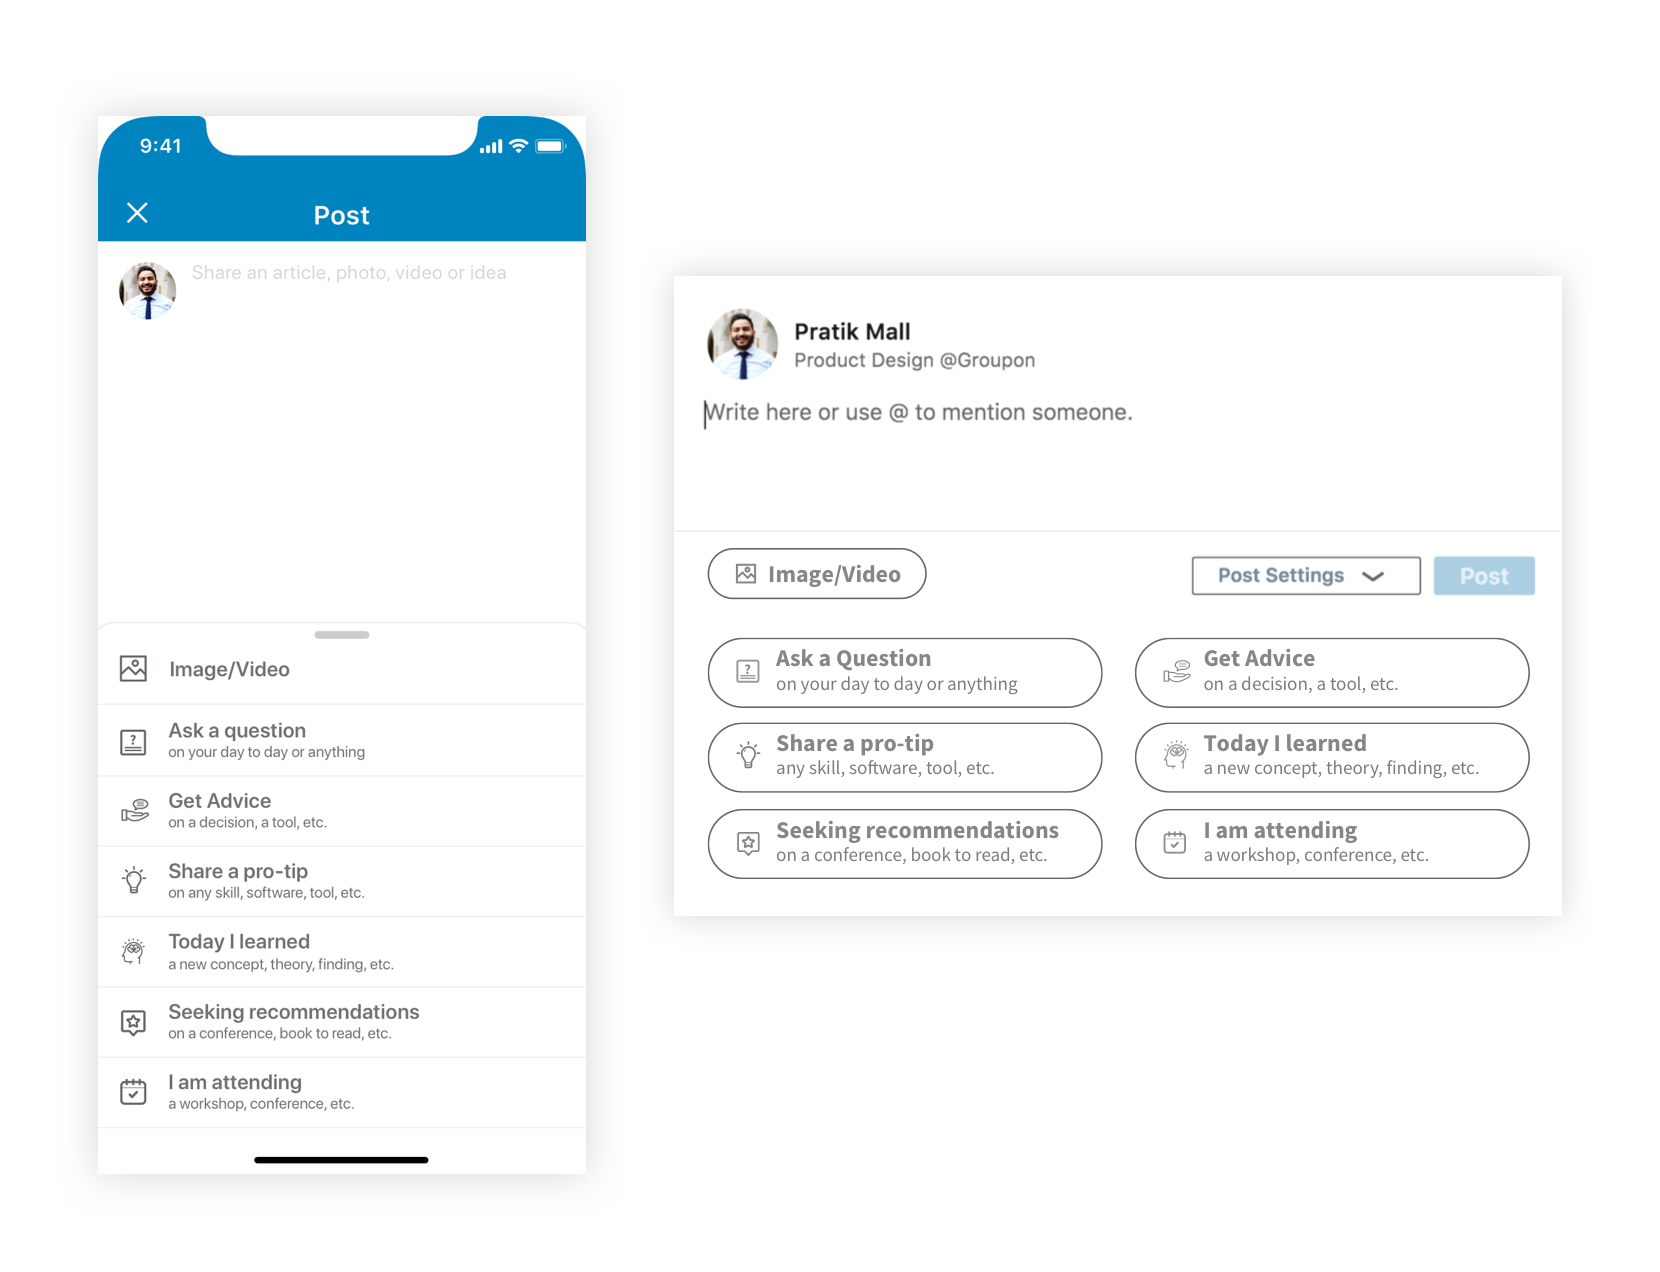 9:41
Post
Share an article, photo, video or idea
Image/Video
Ask a question
on your day to day or anything
Get Advice
on a decision, a tool, etc.
Share a pro-tip
on any skill, software, tool, etc.
Today I learned
a new concept, theory, finding, etc.
Seeking recommendations
on a conference, book to read, etc.
I am attending
a workshop, conference, etc.
Pratik Mall
Product Design @Groupon
Write here or use @ to mention someone.
Image/Video
Post Settings
Post
Ask a Question
on your day to day or anything
Get Advice
on a decision, a tool, etc.
Share a pro-tip
any skill, software, tool, etc.
Today I learned
a new concept, theory, finding, etc.
Seeking recommendations
on a conference, book to read, etc.
I am attending
a workshop, conference, etc.